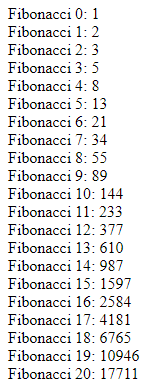 Fibonacci 0: 1
Fibonacci 1: 2
Fibonacci 2: 3
Fibonacci 3: 5
Fibonacci 4: 8
Fibonacci 5: 13
Fibonacci 6: 21
Fibonacci 7: 34
Fibonacci 8: 55
Fibonacci 9: 89
Fibonacci 10: 144
Fibonacci 11: 233
Fibonacci 12: 377
Fibonacci 13: 610
Fibonacci 14: 987
Fibonacci 15: 1597
Fibonacci 16: 2584
Fibonacci 17: 4181
Fibonacci 18: 6765
Fibonacci 19: 10946
Fibonacci 20: 17711